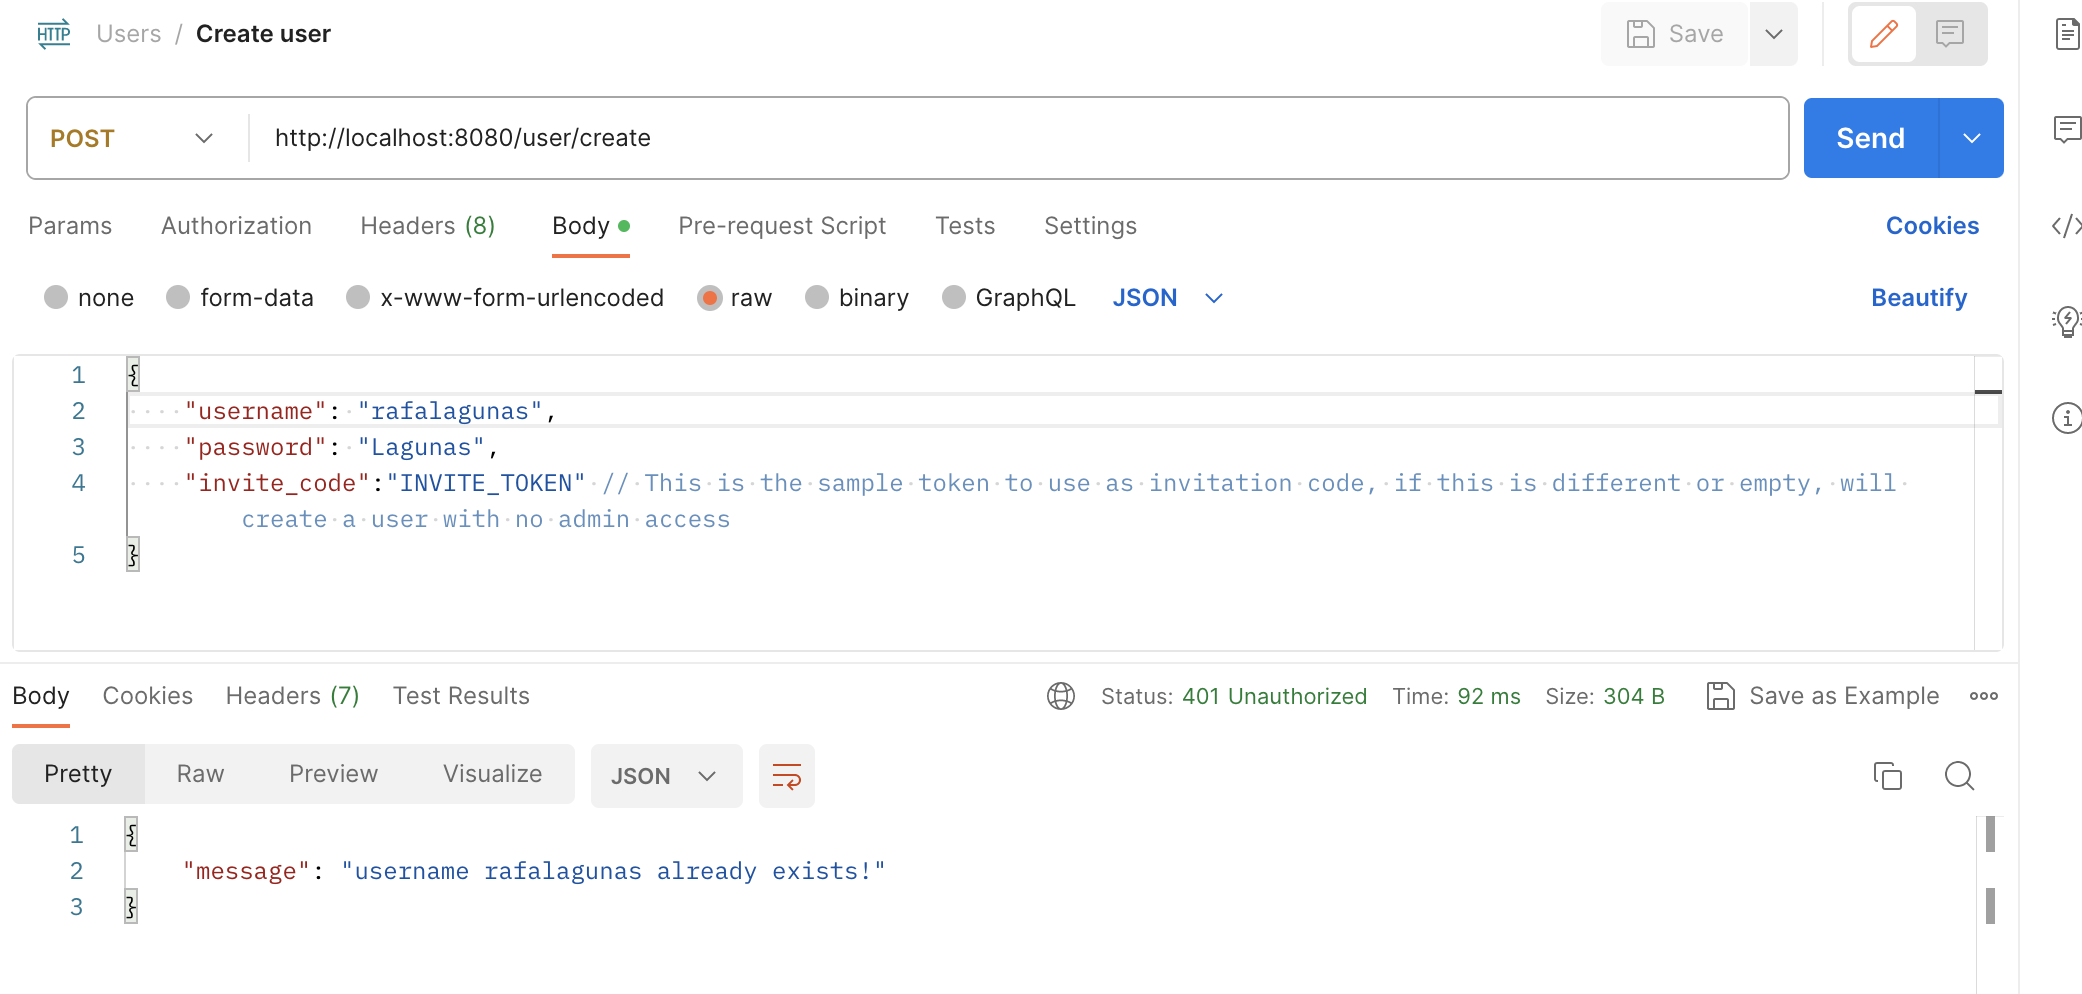 HTTP Users / Create user Save
POST http://localhost:8080/user/create Send
Params Authorization Headers (8) Body Pre-request Script Tests Settings Cookies
none form-data x-www-form-urlencoded raw binary GraphQL JSON Beautify
1 {
2 "username": "rafalagunas",
3 "password": "Lagunas",
4 "invite_code":"INVITE_TOKEN" // This is the sample token to use as invitation code, if this is different or empty, will
create a user with no admin access
5 }
Body Cookies Headers (7) Test Results Status: 401 Unauthorized Time: 92 ms Size: 304 B Save as Example
Pretty Raw Preview Visualize JSON
1 {
2 "message": "username rafalagunas already exists!"
3 }